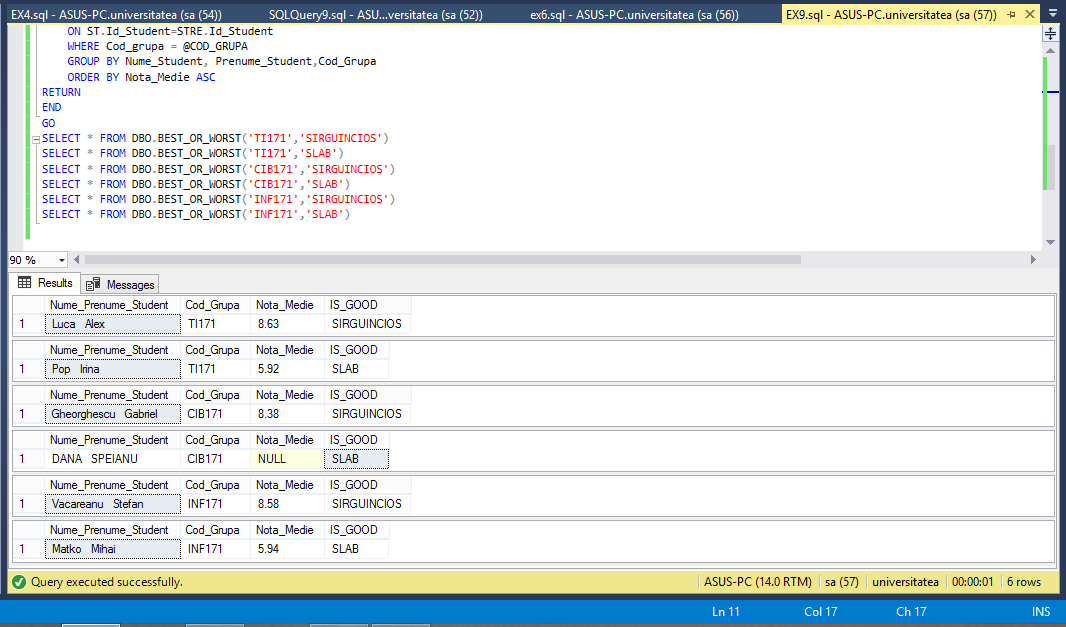 EX4.sql - ASUS-PC.universitatea (sa (54)) SQLQuery9.sql - ASU...versitatea (sa (52)) ex6.sql - ASUS-PC.universitatea (sa (56)) EX9.sql - ASUS-PC.universitatea (sa (57))
ON ST.Id_Student=STRE.Id_Student
WHERE Cod_grupa = @COD_GRUPA
GROUP BY Nume_Student, Prenume_Student,Cod_Grupa
ORDER BY Nota_Medie ASC
RETURN
END
GO
SELECT * FROM DBO.BEST_OR_WORST('TI171','SIRGUINCIOS')
SELECT * FROM DBO.BEST_OR_WORST('TI171','SLAB')
SELECT * FROM DBO.BEST_OR_WORST('CIB171','SIRGUINCIOS')
SELECT * FROM DBO.BEST_OR_WORST('CIB171','SLAB')
SELECT * FROM DBO.BEST_OR_WORST('INF171','SIRGUINCIOS')
SELECT * FROM DBO.BEST_OR_WORST('INF171','SLAB')
90 %
Results Messages
Nume_Prenume_Student Cod_Grupa Nota_Medie IS_GOOD
1 Luca Alex TI171 8.63 SIRGUINCIOS
Nume_Prenume_Student Cod_Grupa Nota_Medie IS_GOOD
1 Pop Irina TI171 5.92 SLAB
Nume_Prenume_Student Cod_Grupa Nota_Medie IS_GOOD
1 Gheorghescu Gabriel CIB171 8.38 SIRGUINCIOS
Nume_Prenume_Student Cod_Grupa Nota_Medie IS_GOOD
1 DANA SPEIANU CIB171 NULL SLAB
Nume_Prenume_Student Cod_Grupa Nota_Medie IS_GOOD
1 Vacareanu Stefan INF171 8.58 SIRGUINCIOS
Nume_Prenume_Student Cod_Grupa Nota_Medie IS_GOOD
1 Matko Mihai INF171 5.94 SLAB
Query executed successfully. ASUS-PC (14.0 RTM) sa (57) universitatea 00:00:01 6 rows
Ln 11 Col 17 Ch 17 INS